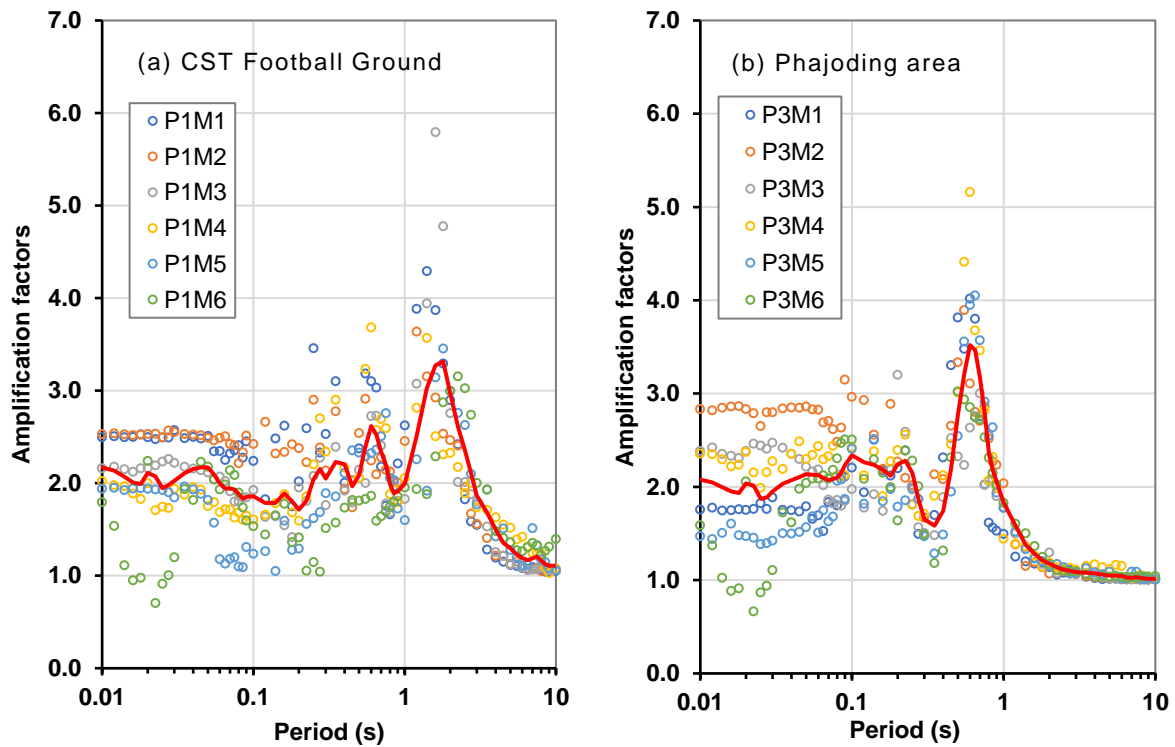 (a) CST Football Ground
Amplification factors
7.0
6.0
5.0
4.0
3.0
2.0
1.0
0.0
P1M1
P1M2
P1M3
P1M4
P1M5
P1M6
0.01 0.1 1 10
Period (s)
(b) Phajoding area
Amplification factors
7.0
6.0
5.0
4.0
3.0
2.0
1.0
0.0
P3M1
P3M2
P3M3
P3M4
P3M5
P3M6
0.01 0.1 1 10
Period (s)